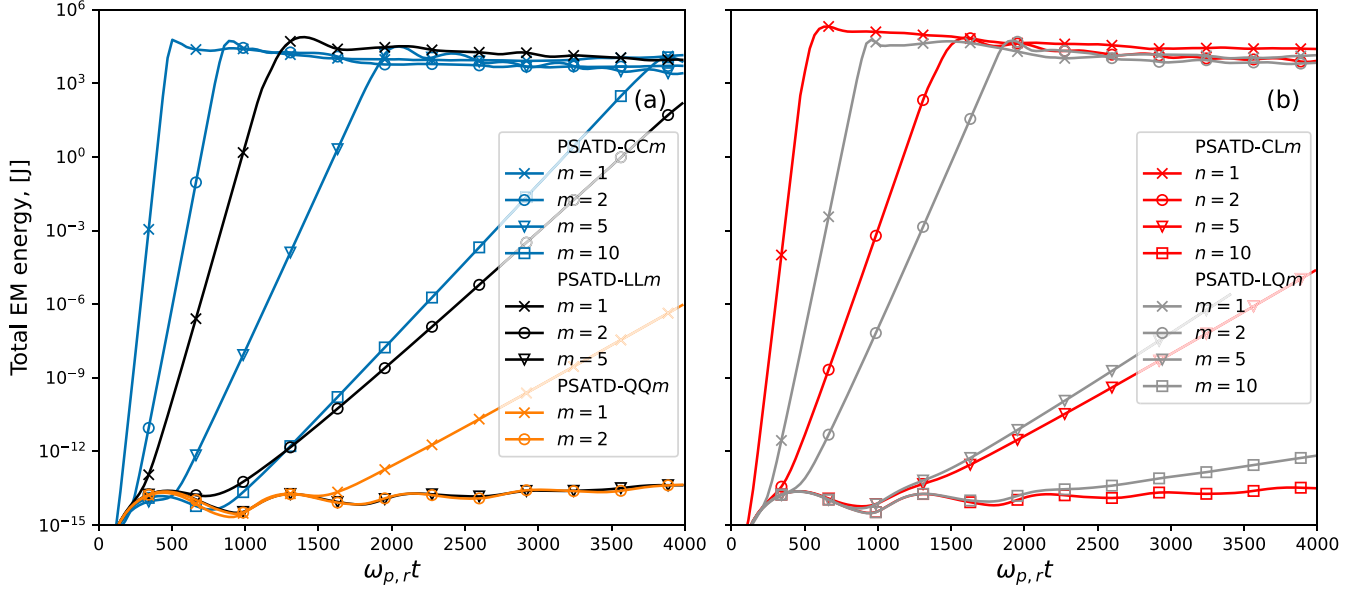 Total EM energy, [J]
10^6
10^3
10^0
10^−3
10^−6
10^−9
10^−12
10^−15
(a)
PSATD-CCm
m = 1
m = 2
m = 5
m = 10
PSATD-LLm
m = 1
m = 2
m = 5
PSATD-QQm
m = 1
m = 2
0 500 1000 1500 2000 2500 3000 3500 4000
ω_{p, r}t
(b)
PSATD-CLm
n = 1
n = 2
n = 5
n = 10
PSATD-LQm
m = 1
m = 2
m = 5
m = 10
0 500 1000 1500 2000 2500 3000 3500 4000
ω_{p, r}t